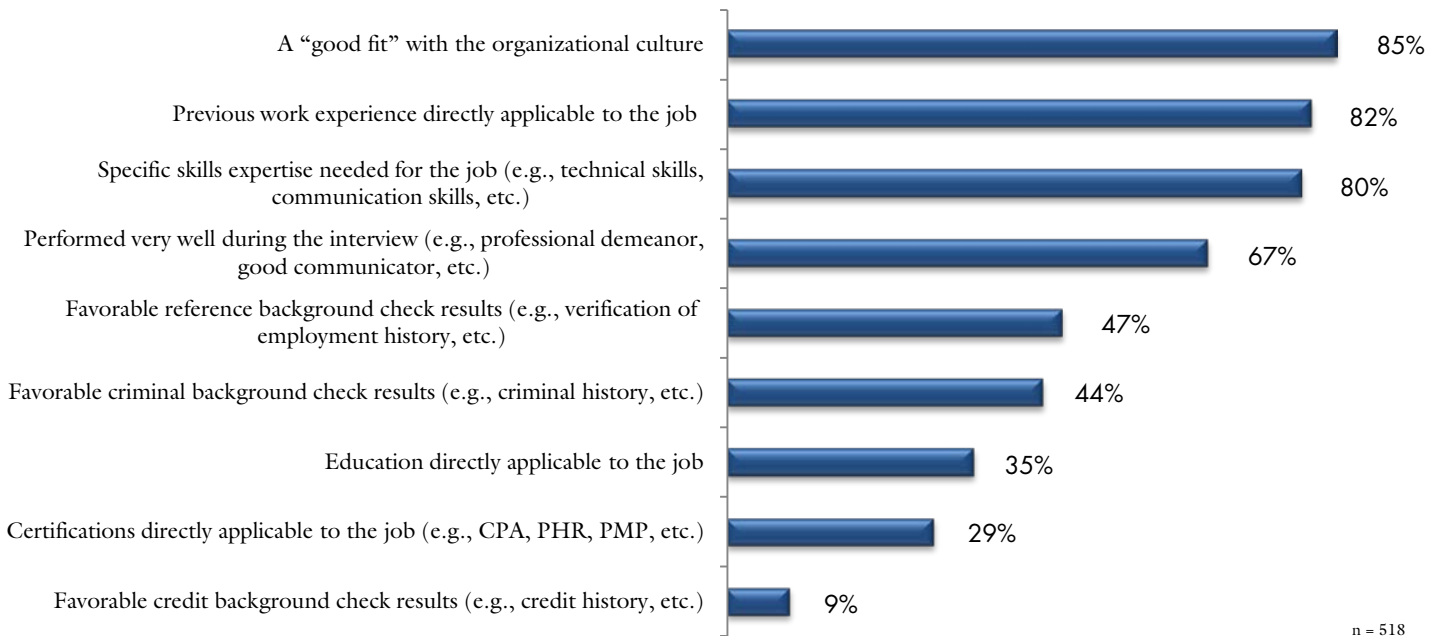 A “good fit” with the organizational culture
85%
Previous work experience directly applicable to the job
82%
Specific skills expertise needed for the job (e.g., technical skills,
communication skills, etc.)
80%
Performed very well during the interview (e.g., professional demeanor,
good communicator, etc.)
67%
Favorable reference background check results (e.g., verification of
employment history, etc.)
47%
Favorable criminal background check results (e.g., criminal history, etc.)
44%
Education directly applicable to the job
35%
Certifications directly applicable to the job (e.g., CPA, PHR, PMP, etc.)
29%
Favorable credit background check results (e.g., credit history, etc.)
9%
n = 518